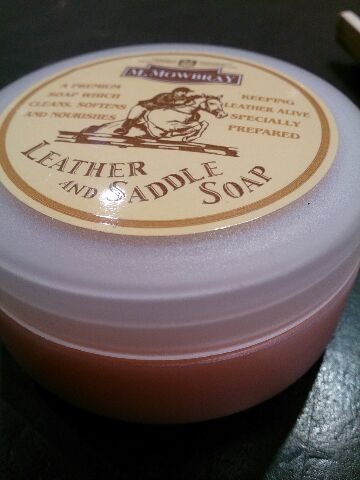 M. MOWBRAY
A PREMIUM
SOAP WHICH
CLEANS, SOFTENS
AND NOURISHES
KEEPING
LEATHER ALIVE
SPECIALLY
PREPARED
LEATHER
AND SADDLE
SOAP